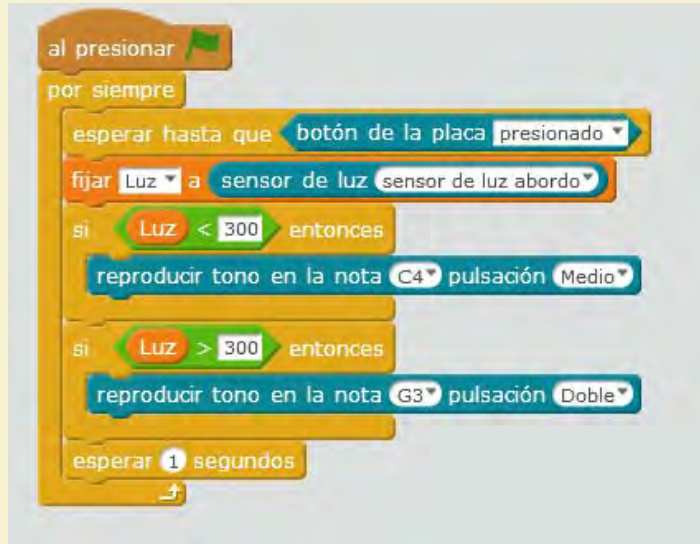 al presionar
por siempre
esperar hasta que botón de la placa presionado
fijar Luz a sensor de luz sensor de luz abordo
si Luz < 300 entonces
reproducir tono en la nota C4 pulsación Medio
si Luz > 300 entonces
reproducir tono en la nota G3 pulsación Doble
esperar 1 segundos